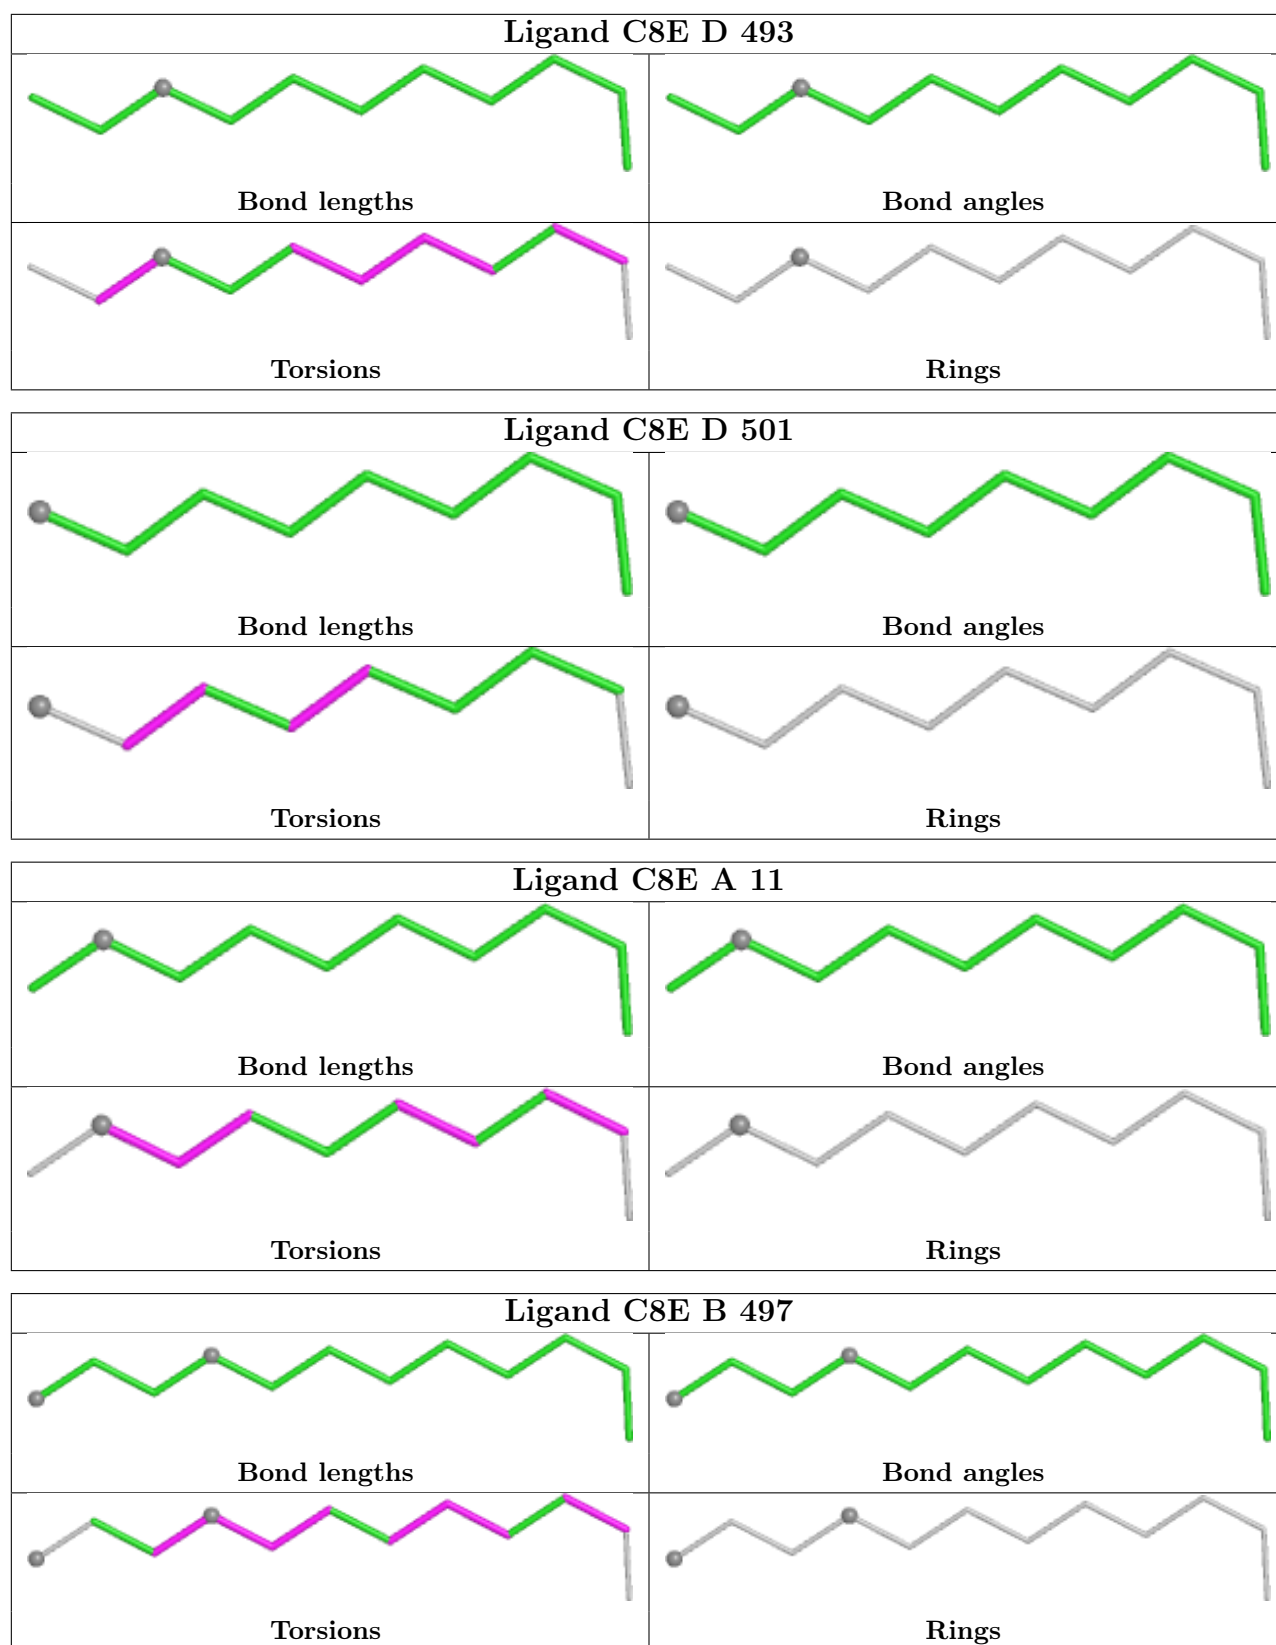 Ligand C8E D 493
Bond lengths Bond angles
Torsions Rings
Ligand C8E D 501
Bond lengths Bond angles
Torsions Rings
Ligand C8E A 11
Bond lengths Bond angles
Torsions Rings
Ligand C8E B 497
Bond lengths Bond angles
Torsions Rings